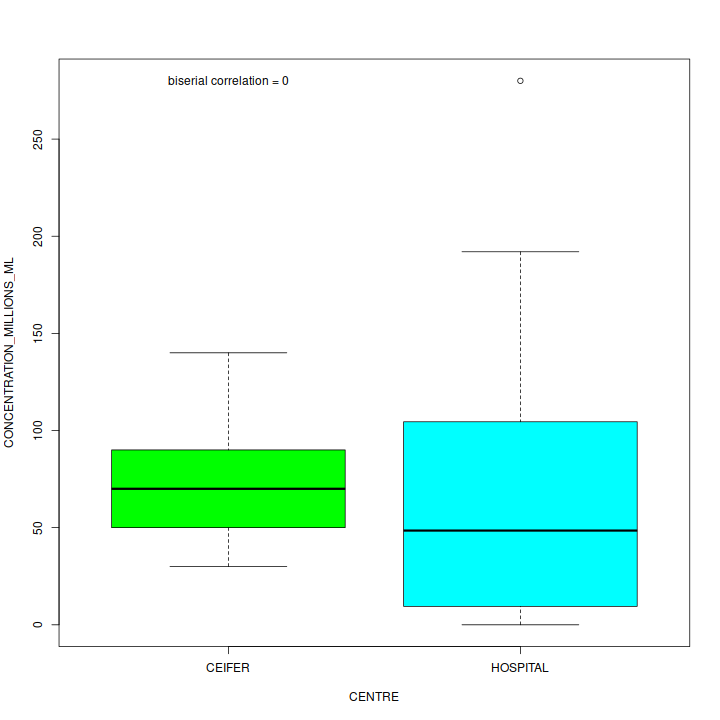 biserial correlation = 0
CONCENTRATION_MILLIONS_ML
250
200
150
100
50
0
CEIFER
HOSPITAL
CENTRE